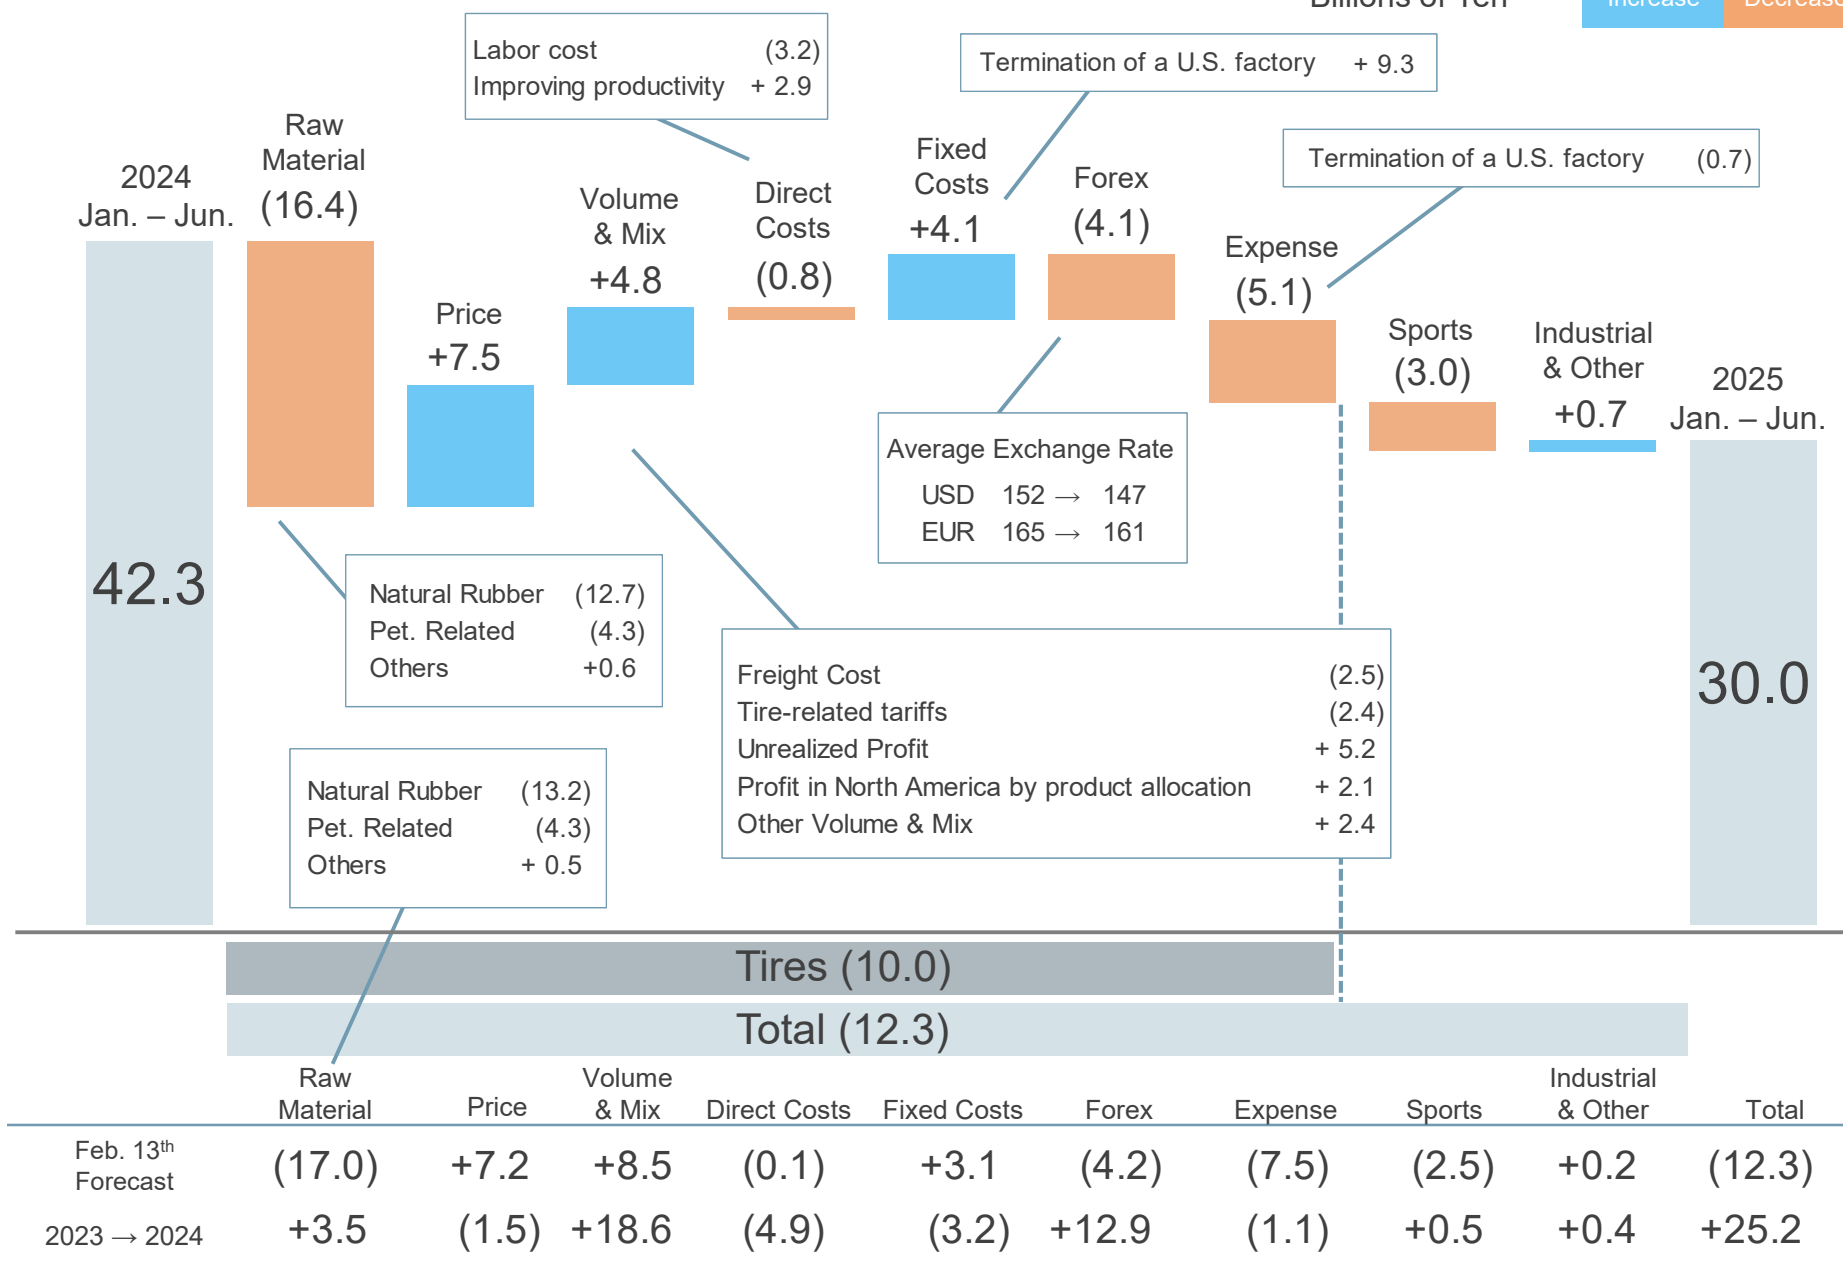 Billions of Yen
Increase Decrease
Labor cost (3.2)
Improving productivity + 2.9
Termination of a U.S. factory + 9.3
Termination of a U.S. factory (0.7)
2024
Jan. – Jun.
42.3
Raw
Material
(16.4)
Price
+7.5
Volume
& Mix
+4.8
Direct
Costs
(0.8)
Fixed
Costs
+4.1
Forex
(4.1)
Expense
(5.1)
Sports
(3.0)
Industrial
& Other
+0.7
2025
Jan. – Jun.
30.0
Average Exchange Rate
USD 152 → 147
EUR 165 → 161
Natural Rubber (12.7)
Pet. Related (4.3)
Others +0.6
Freight Cost (2.5)
Tire-related tariffs (2.4)
Unrealized Profit + 5.2
Profit in North America by product allocation + 2.1
Other Volume & Mix + 2.4
Natural Rubber (13.2)
Pet. Related (4.3)
Others + 0.5
Tires (10.0)
Total (12.3)
Raw
Material
Price
Volume
& Mix
Direct Costs
Fixed Costs
Forex
Expense
Sports
Industrial
& Other
Total
Feb. 13th
Forecast
(17.0) +7.2 +8.5 (0.1) +3.1 (4.2) (7.5) (2.5) +0.2 (12.3)
2023 → 2024 +3.5 (1.5) +18.6 (4.9) (3.2) +12.9 (1.1) +0.5 +0.4 +25.2